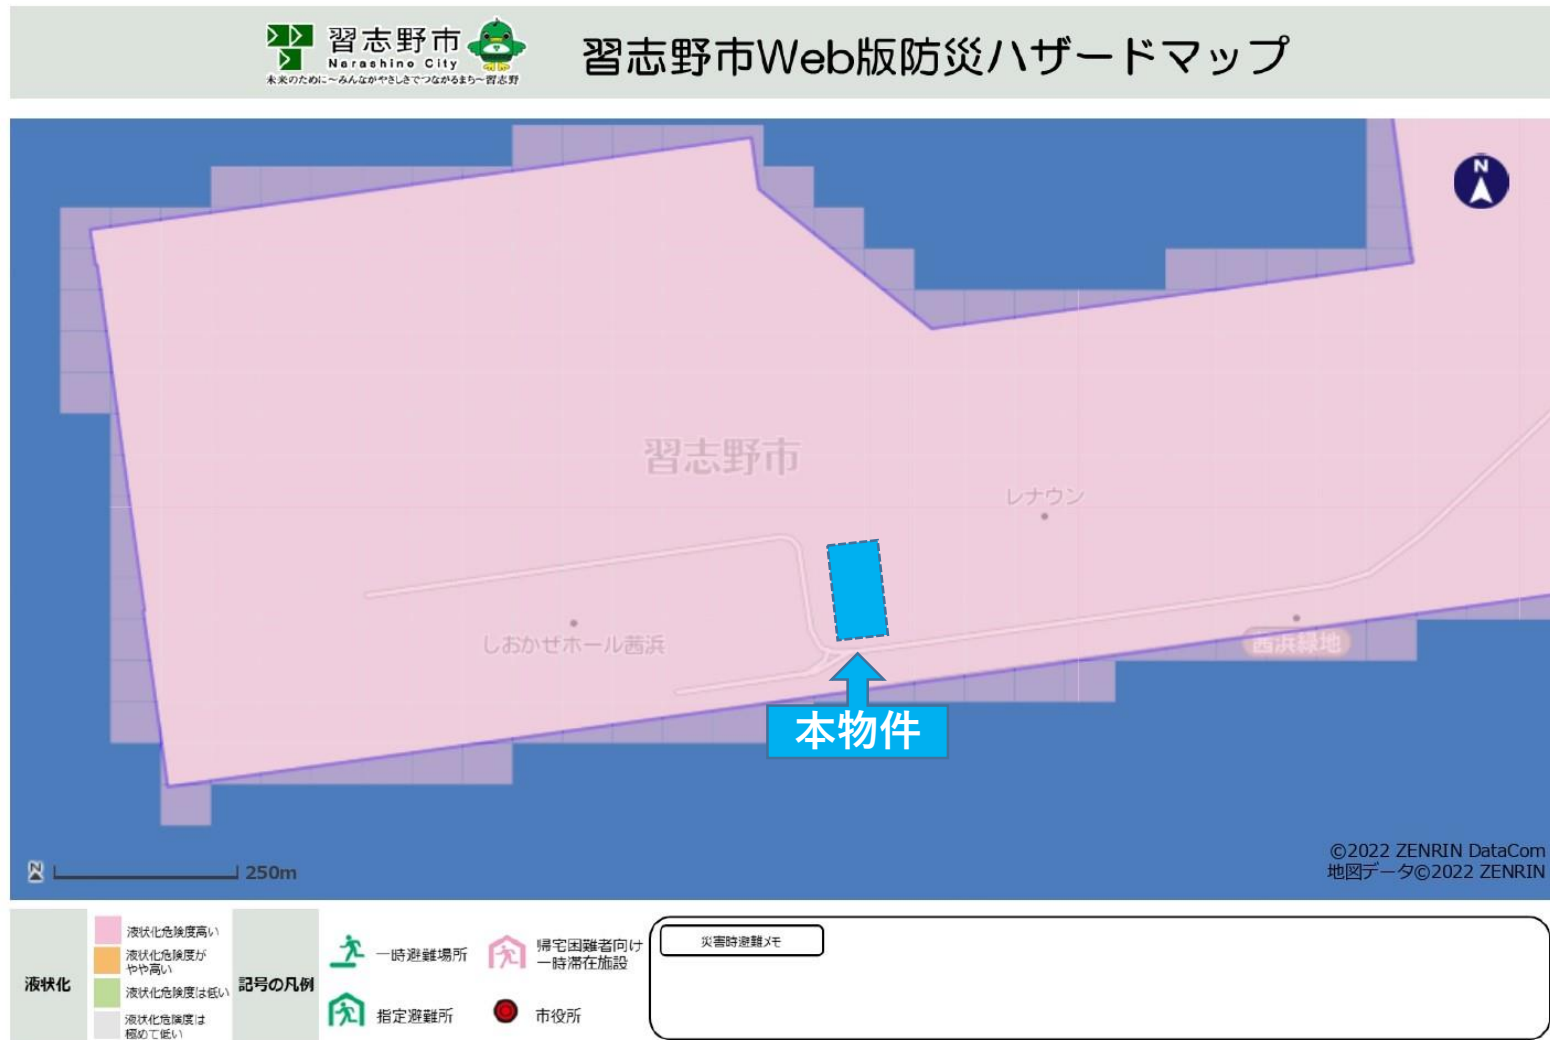 習志野市
Narashino City
未来のために～みんながやさしさでつながるまち～習志野
習志野市Web版防災ハザードマップ
N
習志野市
レナウン
しおかぜホール茜浜
茜浜緑地
本物件
N
250m
©2022 ZENRIN DataCom
地図データ©2022 ZENRIN
液状化
液状化危険度高い
液状化危険度が
やや高い
液状化危険度は低い
液状化危険度は
極めて低い
記号の凡例
一時避難場所
指定避難所
帰宅困難者向け
一時滞在施設
市役所
災害時避難メモ